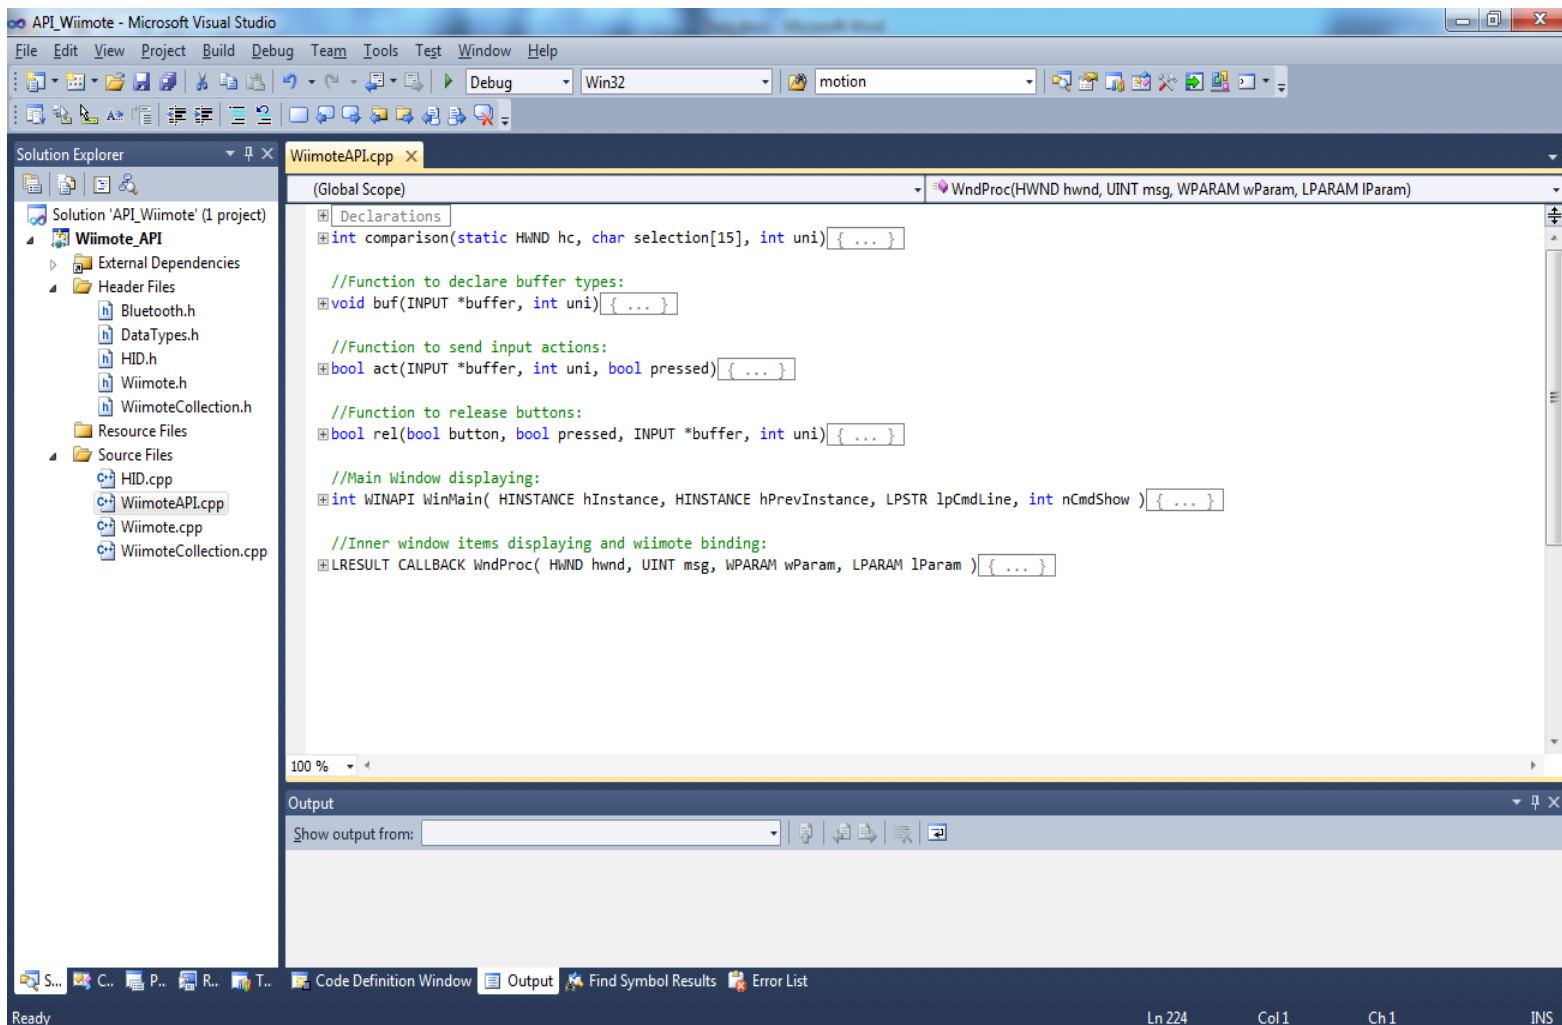 API_Wiimote - Microsoft Visual Studio
File Edit View Project Build Debug Team Tools Test Window Help
Debug Win32 motion
Solution Explorer
WiimoteAPI.cpp
(Global Scope)
WndProc(HWND hwnd, UINT msg, WPARAM wParam, LPARAM lParam)
Solution 'API_Wiimote' (1 project)
Wiimote_API
External Dependencies
Header Files
Bluetooth.h
DataTypes.h
HID.h
Wiimote.h
WiimoteCollection.h
Resource Files
Source Files
HID.cpp
WiimoteAPI.cpp
Wiimote.cpp
WiimoteCollection.cpp
Declarations
int comparison(static HWND hc, char selection[15], int uni){ ... }
//Function to declare buffer types:
void buf(INPUT *buffer, int uni){ ... }
//Function to send input actions:
bool act(INPUT *buffer, int uni, bool pressed){ ... }
//Function to release buttons:
bool rel(bool button, bool pressed, INPUT *buffer, int uni){ ... }
//Main Window displaying:
int WINAPI WinMain( HINSTANCE hInstance, HINSTANCE hPrevInstance, LPSTR lpCmdLine, int nCmdShow ){ ... }
//Inner window items displaying and wiimote binding:
LRESULT CALLBACK WndProc( HWND hwnd, UINT msg, WPARAM wParam, LPARAM lParam ){ ... }
100 %
Output
Show output from:
S... C.. P.. R.. T.. Code Definition Window Output Find Symbol Results Error List
Ready Ln 224 Col 1 Ch 1 INS